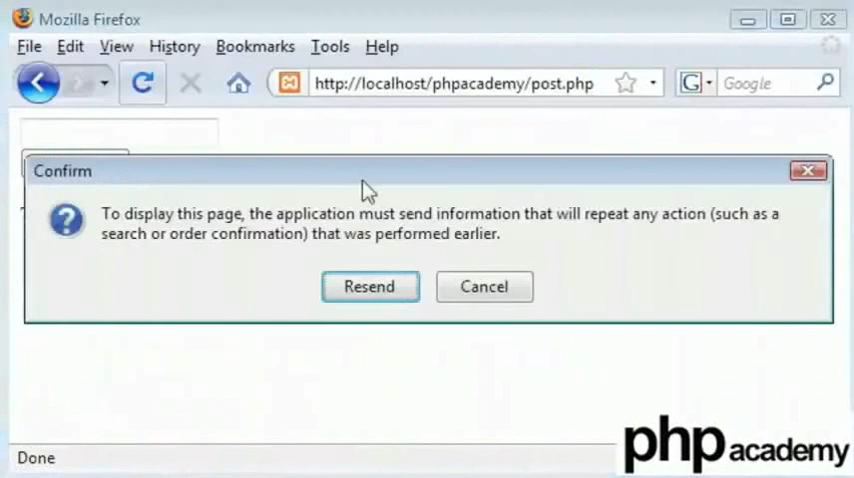 Mozilla Firefox
File Edit View History Bookmarks Tools Help
http://localhost/phpacademy/post.php
G Google
Confirm
To display this page, the application must send information that will repeat any action (such as a
search or order confirmation) that was performed earlier.
Resend Cancel
Done
php academy